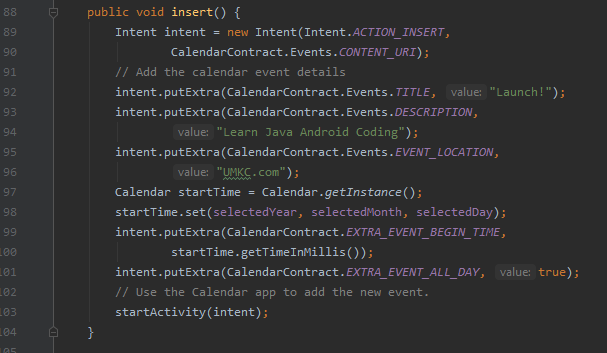 88 public void insert() {
89 Intent intent = new Intent(Intent.ACTION_INSERT,
90 CalendarContract.Events.CONTENT_URI);
91 // Add the calendar event details
92 intent.putExtra(CalendarContract.Events.TITLE, value: "Launch!");
93 intent.putExtra(CalendarContract.Events.DESCRIPTION,
94 value: "Learn Java Android Coding");
95 intent.putExtra(CalendarContract.Events.EVENT_LOCATION,
96 value: "UMKC.com");
97 Calendar startTime = Calendar.getInstance();
98 startTime.set(selectedYear, selectedMonth, selectedDay);
99 intent.putExtra(CalendarContract.EXTRA_EVENT_BEGIN_TIME,
100 startTime.getTimeInMillis());
101 intent.putExtra(CalendarContract.EXTRA_EVENT_ALL_DAY, value: true);
102 // Use the Calendar app to add the new event.
103 startActivity(intent);
104 }
105